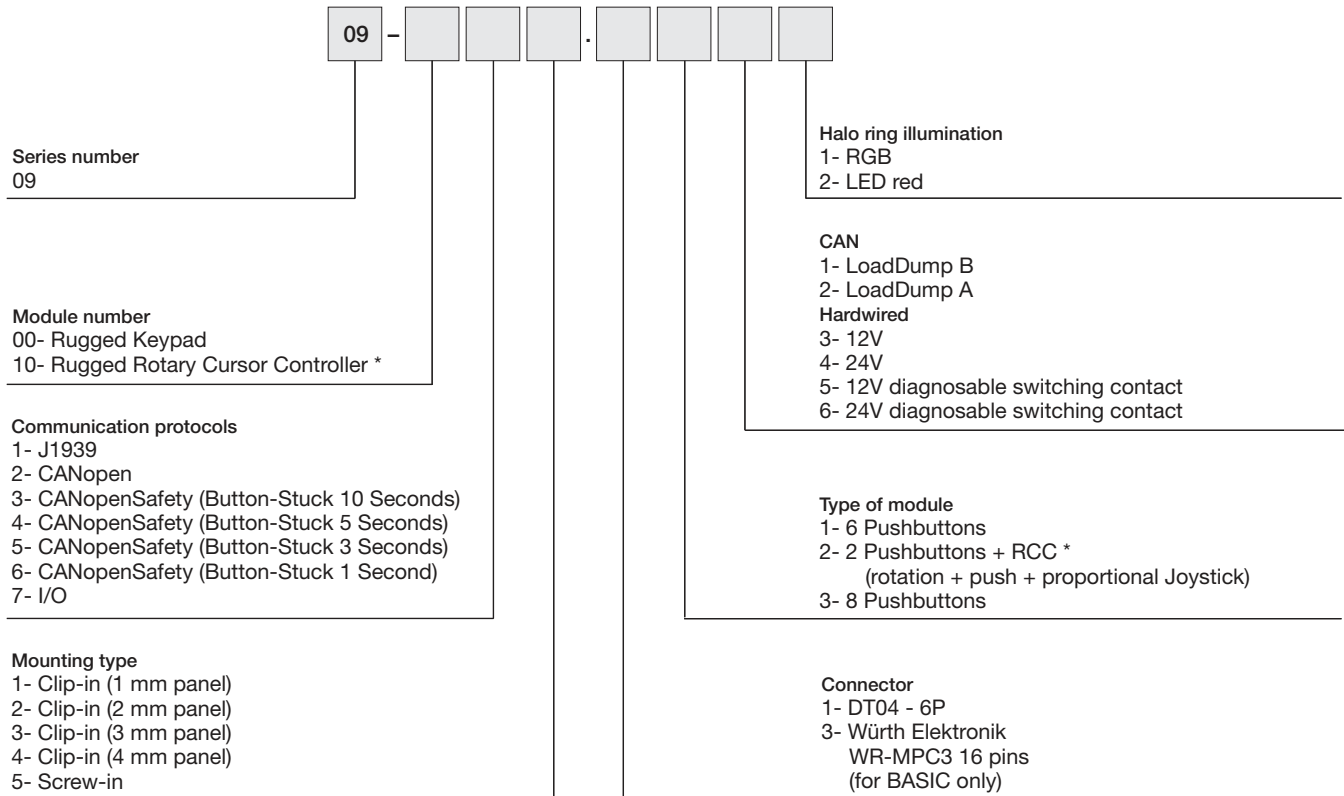 09 – .
Series number
09
Module number
00- Rugged Keypad
10- Rugged Rotary Cursor Controller *
Communication protocols
1- J1939
2- CANopen
3- CANopenSafety (Button-Stuck 10 Seconds)
4- CANopenSafety (Button-Stuck 5 Seconds)
5- CANopenSafety (Button-Stuck 3 Seconds)
6- CANopenSafety (Button-Stuck 1 Second)
7- I/O
Mounting type
1- Clip-in (1 mm panel)
2- Clip-in (2 mm panel)
3- Clip-in (3 mm panel)
4- Clip-in (4 mm panel)
5- Screw-in
Halo ring illumination
1- RGB
2- LED red
CAN
1- LoadDump B
2- LoadDump A
Hardwired
3- 12V
4- 24V
5- 12V diagnosable switching contact
6- 24V diagnosable switching contact
Type of module
1- 6 Pushbuttons
2- 2 Pushbuttons + RCC *
(rotation + push + proportional Joystick)
3- 8 Pushbuttons
Connector
1- DT04 - 6P
3- Würth Elektronik
WR-MPC3 16 pins
(for BASIC only)